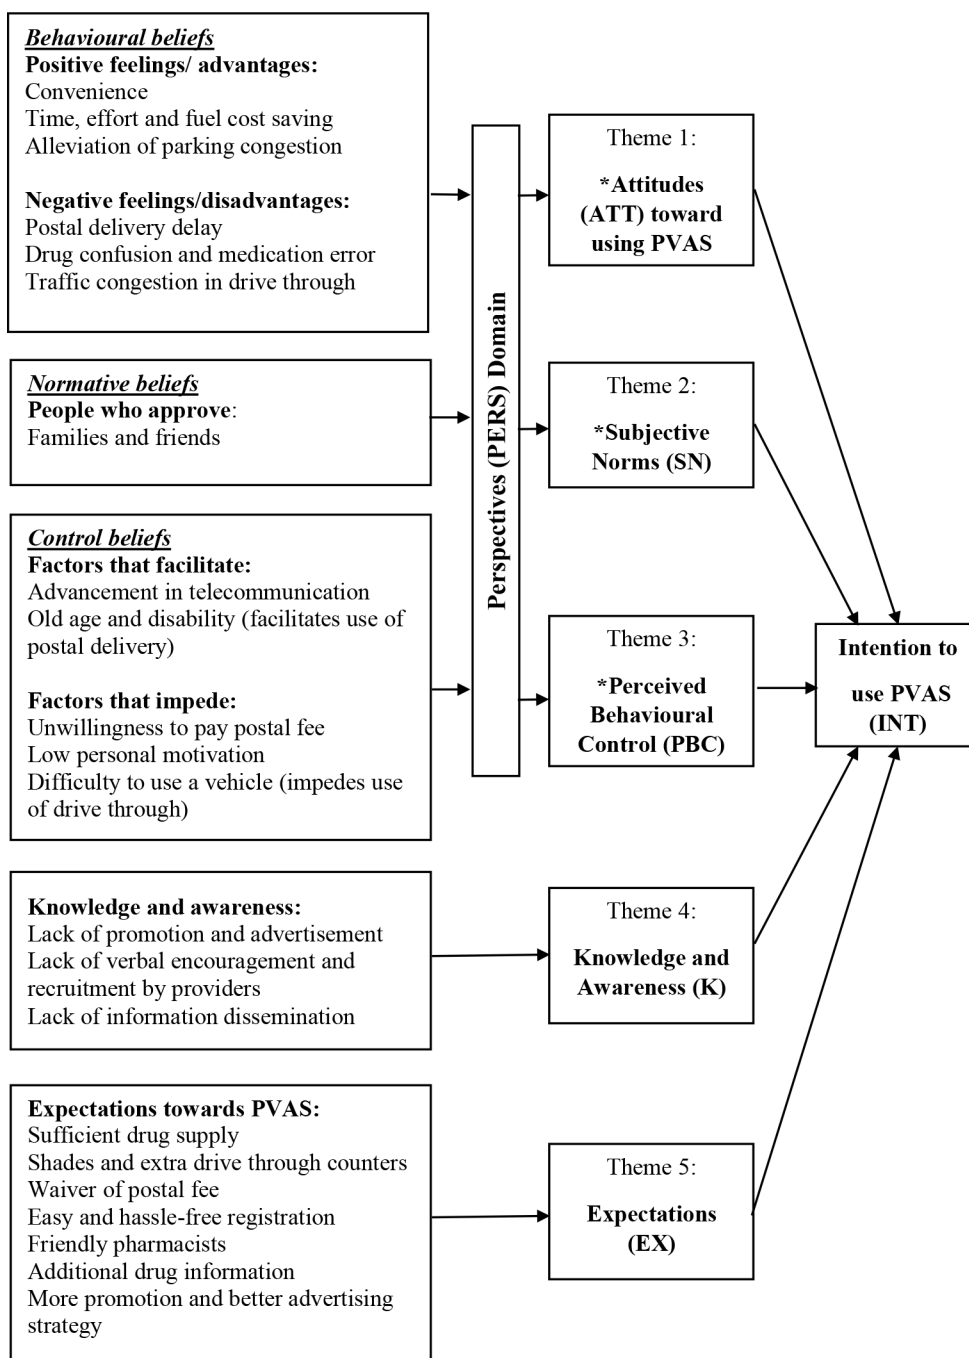 Behavioural beliefs
Positive feelings/ advantages:
Convenience
Time, effort and fuel cost saving
Alleviation of parking congestion
Negative feelings/disadvantages:
Postal delivery delay
Drug confusion and medication error
Traffic congestion in drive through
Normative beliefs
People who approve:
Families and friends
Control beliefs
Factors that facilitate:
Advancement in telecommunication
Old age and disability (facilitates use of
postal delivery)
Factors that impede:
Unwillingness to pay postal fee
Low personal motivation
Difficulty to use a vehicle (impedes use
of drive through)
Knowledge and awareness:
Lack of promotion and advertisement
Lack of verbal encouragement and
recruitment by providers
Lack of information dissemination
Expectations towards PVAS:
Sufficient drug supply
Shades and extra drive through counters
Waiver of postal fee
Easy and hassle-free registration
Friendly pharmacists
Additional drug information
More promotion and better advertising
strategy
Perspectives (PERS) Domain
Theme 1:
*Attitudes
(ATT) toward
using PVAS
Theme 2:
*Subjective
Norms (SN)
Theme 3:
*Perceived
Behavioural
Control (PBC)
Theme 4:
Knowledge and
Awareness (K)
Theme 5:
Expectations
(EX)
Intention to
use PVAS
(INT)